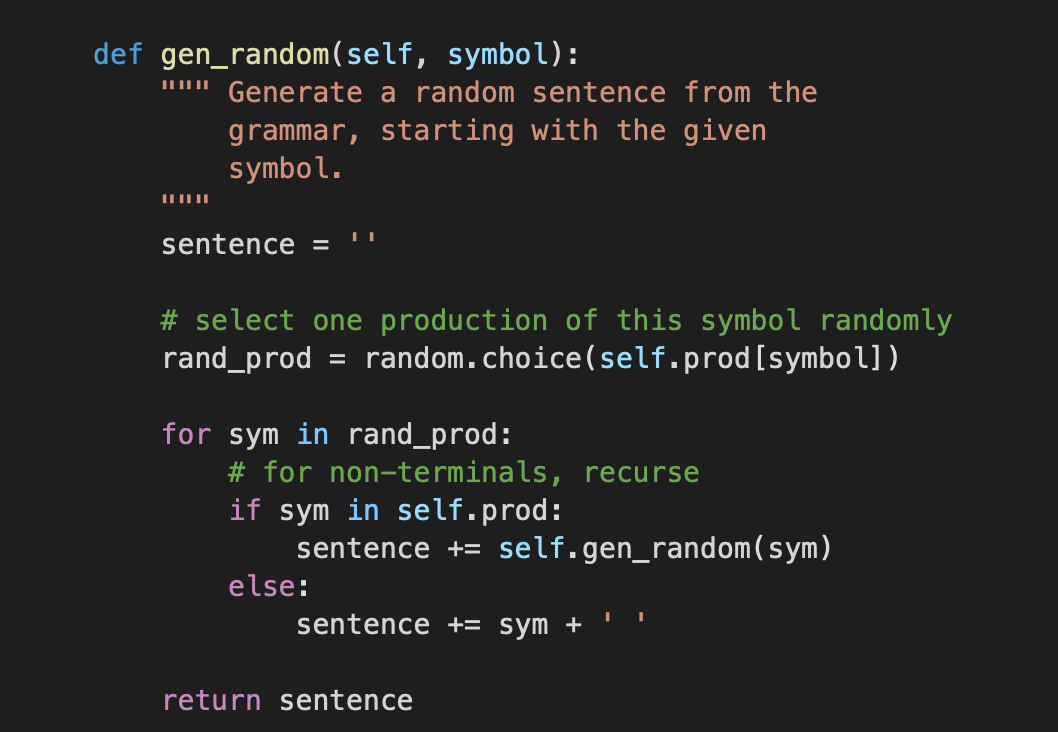 def gen_random(self, symbol):
    """ Generate a random sentence from the
        grammar, starting with the given
        symbol.
    """
    sentence = ''

    # select one production of this symbol randomly
    rand_prod = random.choice(self.prod[symbol])

    for sym in rand_prod:
        # for non-terminals, recurse
        if sym in self.prod:
            sentence += self.gen_random(sym)
        else:
            sentence += sym + ' '

    return sentence